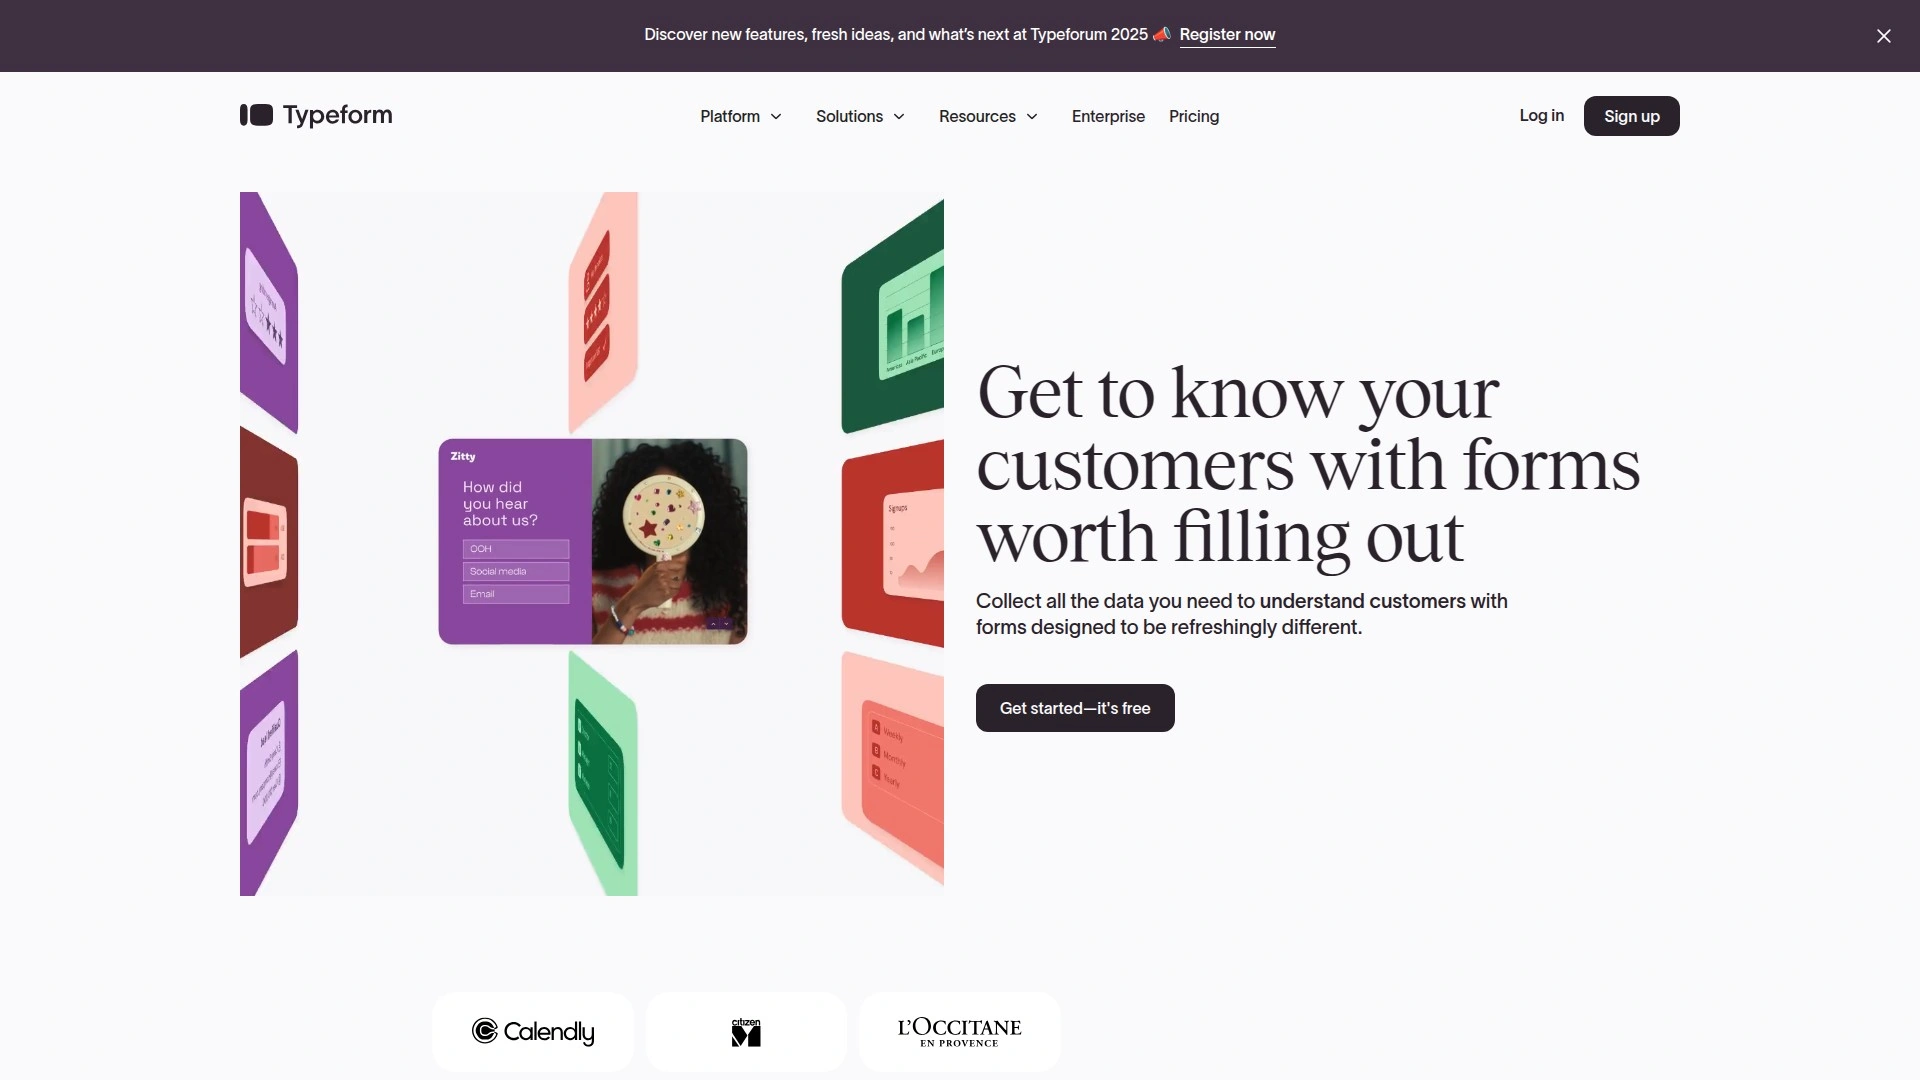 Discover new features, fresh ideas, and what's next at Typeforum 2025 📣 Register now
Typeform
Platform
Solutions
Resources
Enterprise
Pricing
Log in
Sign up
Zitty
How did
you hear
about us?
OOH
Social media
Email
Signups
A Weekly
B Monthly
C Yearly
Get to know your
customers with forms
worth filling out
Collect all the data you need to understand customers with
forms designed to be refreshingly different.
Get started—it's free
Calendly
citizen M
L'OCCITANE
EN PROVENCE